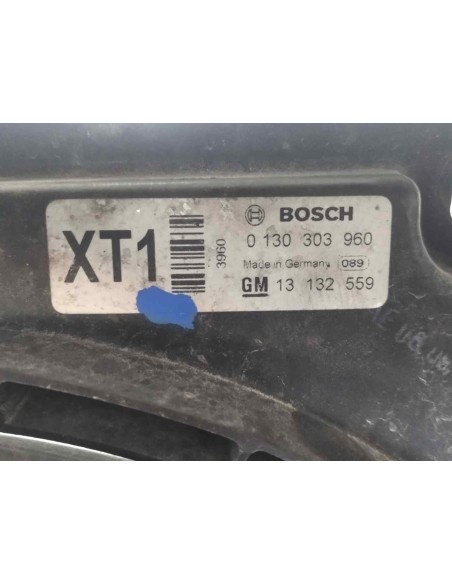 XT1
3960
BOSCH
0 130 303 960
Made in Germany 089
GM 13 132 559